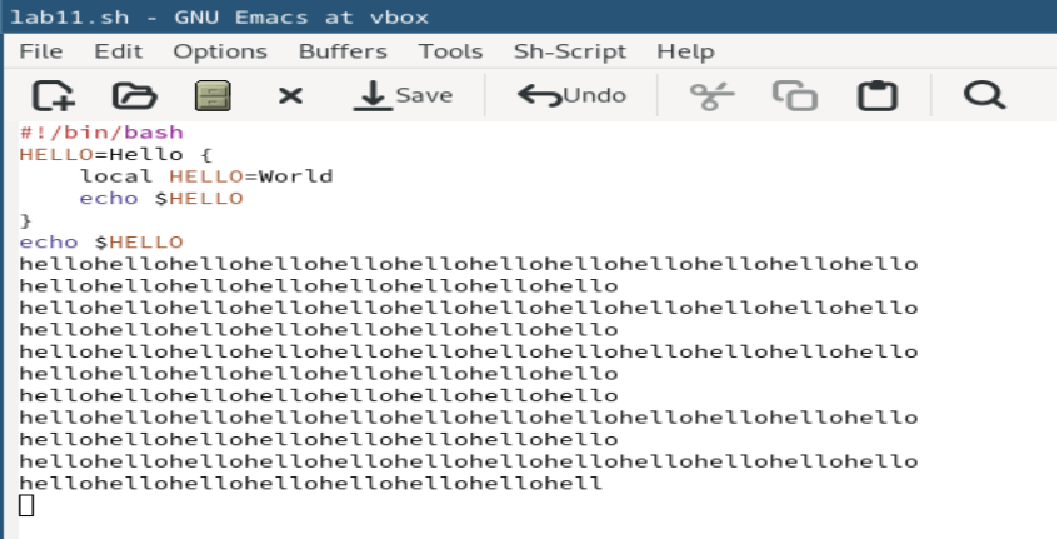 lab11.sh - GNU Emacs at vbox
File Edit Options Buffers Tools Sh-Script Help
Save Undo
#!/bin/bash
HELLO=Hello {
    local HELLO=World
    echo $HELLO
}
echo $HELLO
hellohellohellohellohellohellohellohellohellohellohellohello
hellohellohellohellohellohellohellohello
hellohellohellohellohellohellohellohellohellohellohellohello
hellohellohellohellohellohellohellohello
hellohellohellohellohellohellohellohellohellohellohellohello
hellohellohellohellohellohellohellohello
hellohellohellohellohellohellohellohello
hellohellohellohellohellohellohellohellohellohellohellohello
hellohellohellohellohellohellohellohello
hellohellohellohellohellohellohellohellohellohellohellohello
hellohellohellohellohellohellohellohell